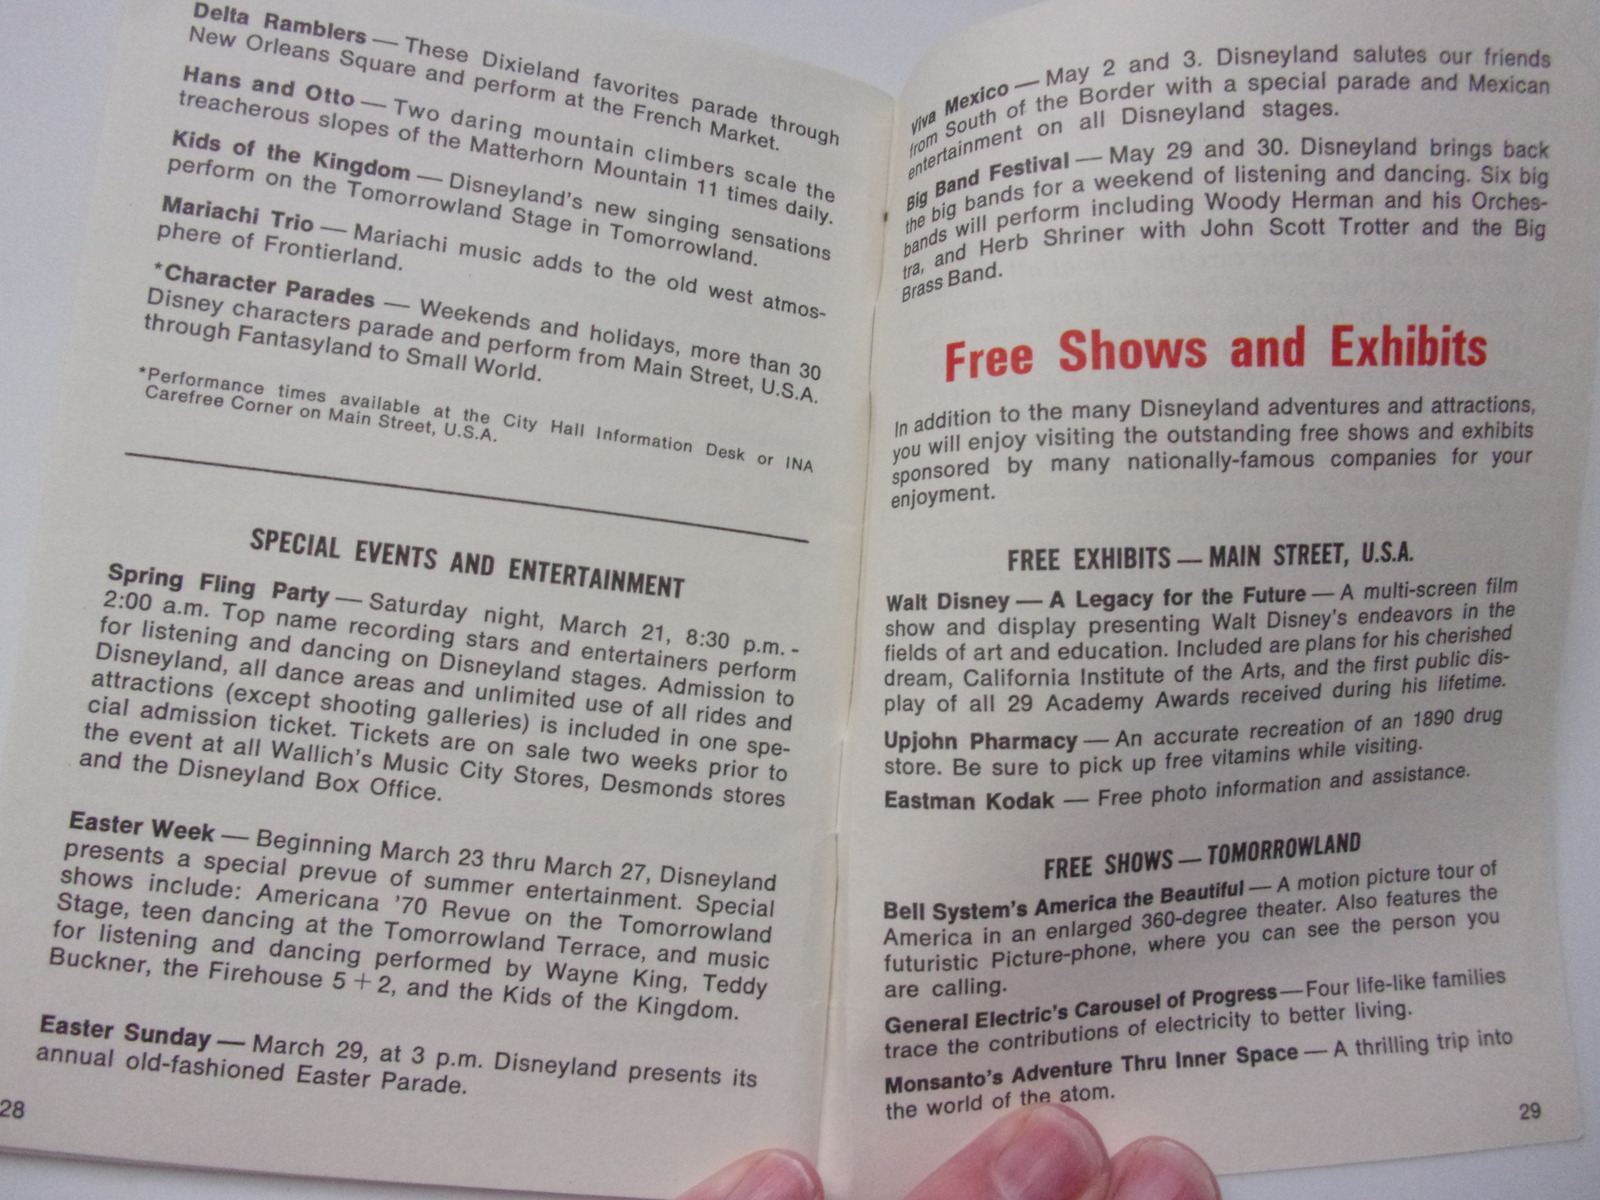 Delta Ramblers — These Dixieland favorites parade through
New Orleans Square and perform at the French Market.
Hans and Otto — Two daring mountain climbers scale the
treacherous slopes of the Matterhorn Mountain 11 times daily.
Kids of the Kingdom — Disneyland's new singing sensations
perform on the Tomorrowland Stage in Tomorrowland.
Mariachi Trio — Mariachi music adds to the old west atmos-
phere of Frontierland.
*Character Parades — Weekends and holidays, more than 30
Disney characters parade and perform from Main Street, U.S.A.
through Fantasyland to Small World.
*Performance times available at the City Hall Information Desk or INA
Carefree Corner on Main Street, U.S.A.
SPECIAL EVENTS AND ENTERTAINMENT
Spring Fling Party — Saturday night, March 21, 8:30 p.m. -
2:00 a.m. Top name recording stars and entertainers perform
for listening and dancing on Disneyland stages. Admission to
Disneyland, all dance areas and unlimited use of all rides and
attractions (except shooting galleries) is included in one spe-
cial admission ticket. Tickets are on sale two weeks prior to
the event at all Wallich's Music City Stores, Desmonds stores
and the Disneyland Box Office.
Easter Week — Beginning March 23 thru March 27, Disneyland
presents a special prevue of summer entertainment. Special
shows include: Americana '70 Revue on the Tomorrowland
Stage, teen dancing at the Tomorrowland Terrace, and music
for listening and dancing performed by Wayne King, Teddy
Buckner, the Firehouse 5 + 2, and the Kids of the Kingdom.
Easter Sunday — March 29, at 3 p.m. Disneyland presents its
annual old-fashioned Easter Parade.
28
Viva Mexico — May 2 and 3. Disneyland salutes our friends
from South of the Border with a special parade and Mexican
entertainment on all Disneyland stages.
Big Band Festival — May 29 and 30. Disneyland brings back
the big bands for a weekend of listening and dancing. Six big
bands will perform including Woody Herman and his Orches-
tra, and Herb Shriner with John Scott Trotter and the Big
Brass Band.
Free Shows and Exhibits
In addition to the many Disneyland adventures and attractions,
you will enjoy visiting the outstanding free shows and exhibits
sponsored by many nationally-famous companies for your
enjoyment.
FREE EXHIBITS — MAIN STREET, U.S.A.
Walt Disney — A Legacy for the Future — A multi-screen film
show and display presenting Walt Disney's endeavors in the
fields of art and education. Included are plans for his cherished
dream, California Institute of the Arts, and the first public dis-
play of all 29 Academy Awards received during his lifetime.
Upjohn Pharmacy — An accurate recreation of an 1890 drug
store. Be sure to pick up free vitamins while visiting.
Eastman Kodak — Free photo information and assistance.
FREE SHOWS — TOMORROWLAND
Bell System's America the Beautiful — A motion picture tour of
America in an enlarged 360-degree theater. Also features the
futuristic Picture-phone, where you can see the person you
are calling.
General Electric's Carousel of Progress — Four life-like families
trace the contributions of electricity to better living.
Monsanto's Adventure Thru Inner Space — A thrilling trip into
the world of the atom.
29